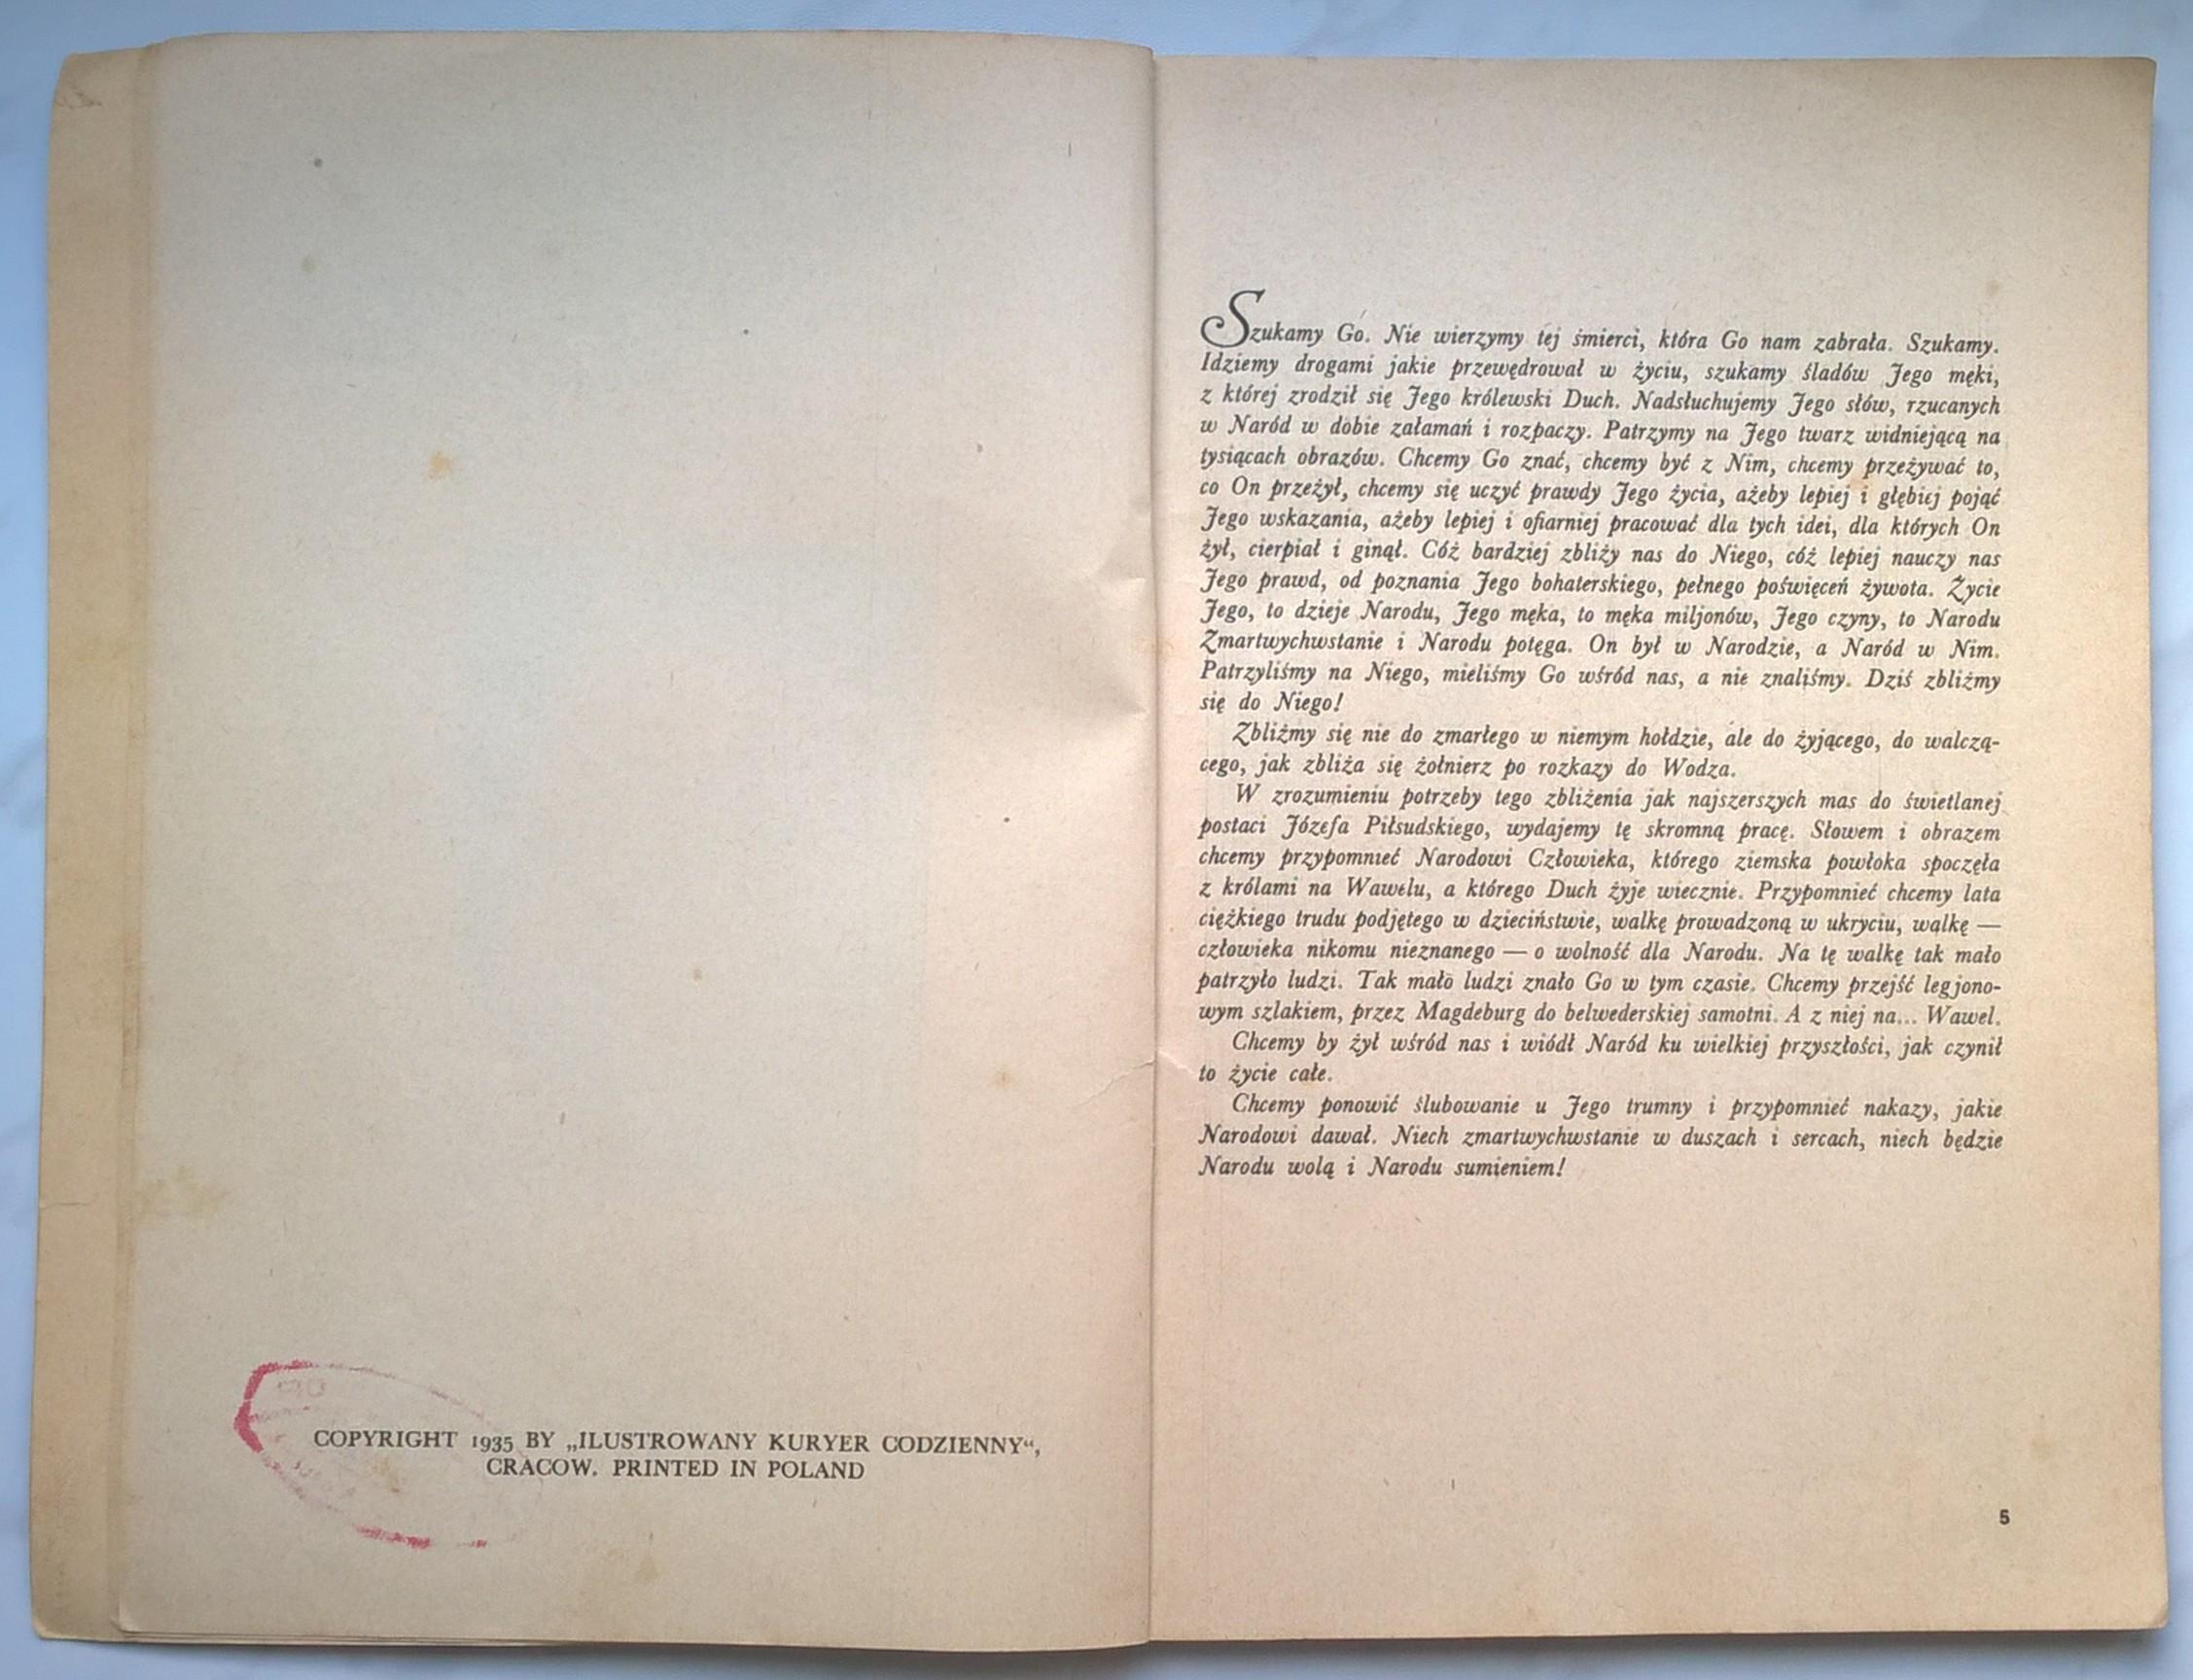 COPYRIGHT 1935 BY „ILUSTROWANY KURYER CODZIENNY“,
CRACOW. PRINTED IN POLAND
Szukamy Go. Nie wierzymy tej śmierci, która Go nam zabrała. Szukamy.
Idziemy drogami jakie przewędrował w życiu, szukamy śladów Jego męki,
z której zrodził się Jego królewski Duch. Nadsłuchujemy Jego słów, rzucanych
w Naród w dobie załamań i rozpaczy. Patrzymy na Jego twarz widniejącą na
tysiącach obrazów. Chcemy Go znać, chcemy być z Nim, chcemy przeżywać to,
co On przeżył, chcemy się uczyć prawdy Jego życia, ażeby lepiej i głębiej pojąć
Jego wskazania, ażeby lepiej i ofiarniej pracować dla tych idei, dla których On
żył, cierpiał i ginął. Cóż bardziej zbliży nas do Niego, cóż lepiej nauczy nas
Jego prawd, od poznania Jego bohaterskiego, pełnego poświęceń żywota. Życie
Jego, to dzieje Narodu, Jego męka, to męka miljonów, Jego czyny, to Narodu
Zmartwychwstanie i Narodu potęga. On był w Narodzie, a Naród w Nim.
Patrzyliśmy na Niego, mieliśmy Go wśród nas, a nie znaliśmy. Dziś zbliżmy
się do Niego!
Zbliżmy się nie do zmarłego w niemym hołdzie, ale do żyjącego, do walczą-
cego, jak zbliża się żołnierz po rozkazy do Wodza.
W zrozumieniu potrzeby tego zbliżenia jak najszerszych mas do świetlanej
postaci Józefa Piłsudskiego, wydajemy tę skromną pracę. Słowem i obrazem
chcemy przypomnieć Narodowi Człowieka, którego ziemska powłoka spoczęła
z królami na Wawelu, a którego Duch żyje wiecznie. Przypomnieć chcemy lata
ciężkiego trudu podjętego w dzieciństwie, walkę prowadzoną w ukryciu, walkę —
człowieka nikomu nieznanego — o wolność dla Narodu. Na tę walkę tak mało
patrzyło ludzi. Tak mało ludzi znało Go w tym czasie. Chcemy przejść legjono-
wym szlakiem, przez Magdeburg do belwederskiej samotni. A z niej na... Wawel.
Chcemy by żył wśród nas i wiódł Naród ku wielkiej przyszłości, jak czynił
to życie całe.
Chcemy ponowić ślubowanie u Jego trumny i przypomnieć nakazy, jakie
Narodowi dawał. Niech zmartwychwstanie w duszach i sercach, niech będzie
Narodu wolą i Narodu sumieniem!
5